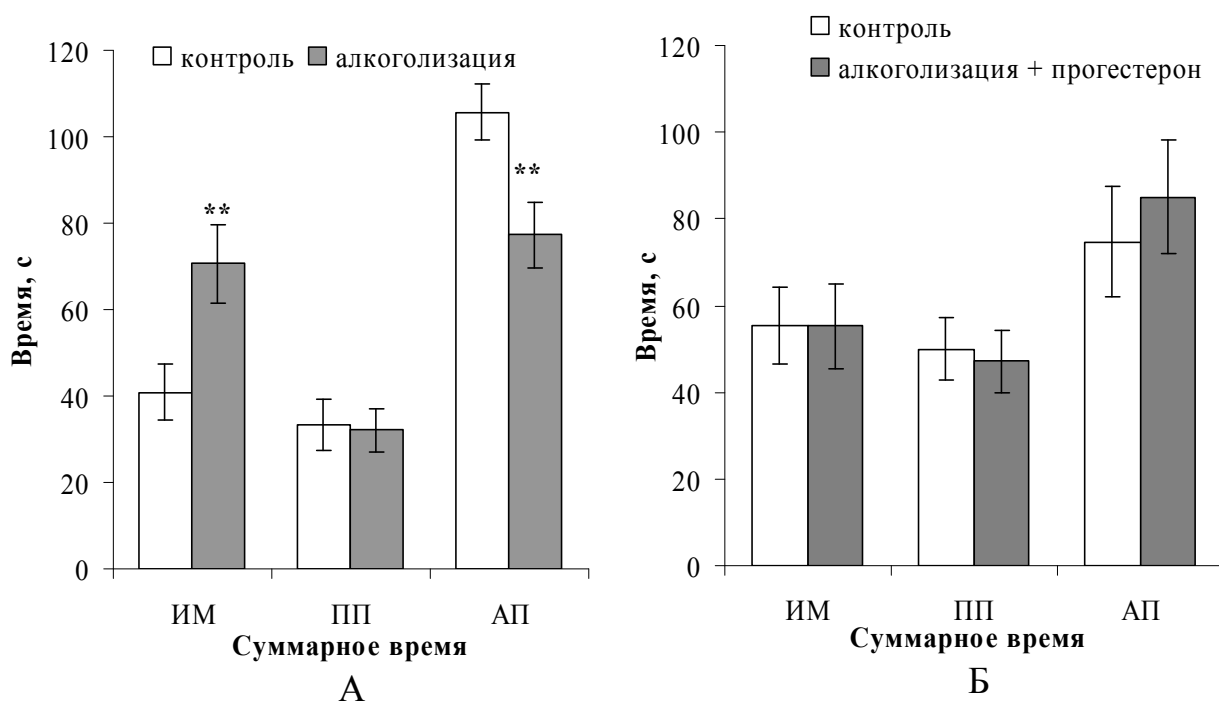 контроль алкоголизация
120
100
80
60
40
20
0
Время, с
**
**
ИМ ПП АП
Суммарное время
А
контроль
алкоголизация + прогестерон
120
100
80
60
40
20
0
Время, с
ИМ ПП АП
Суммарное время
Б